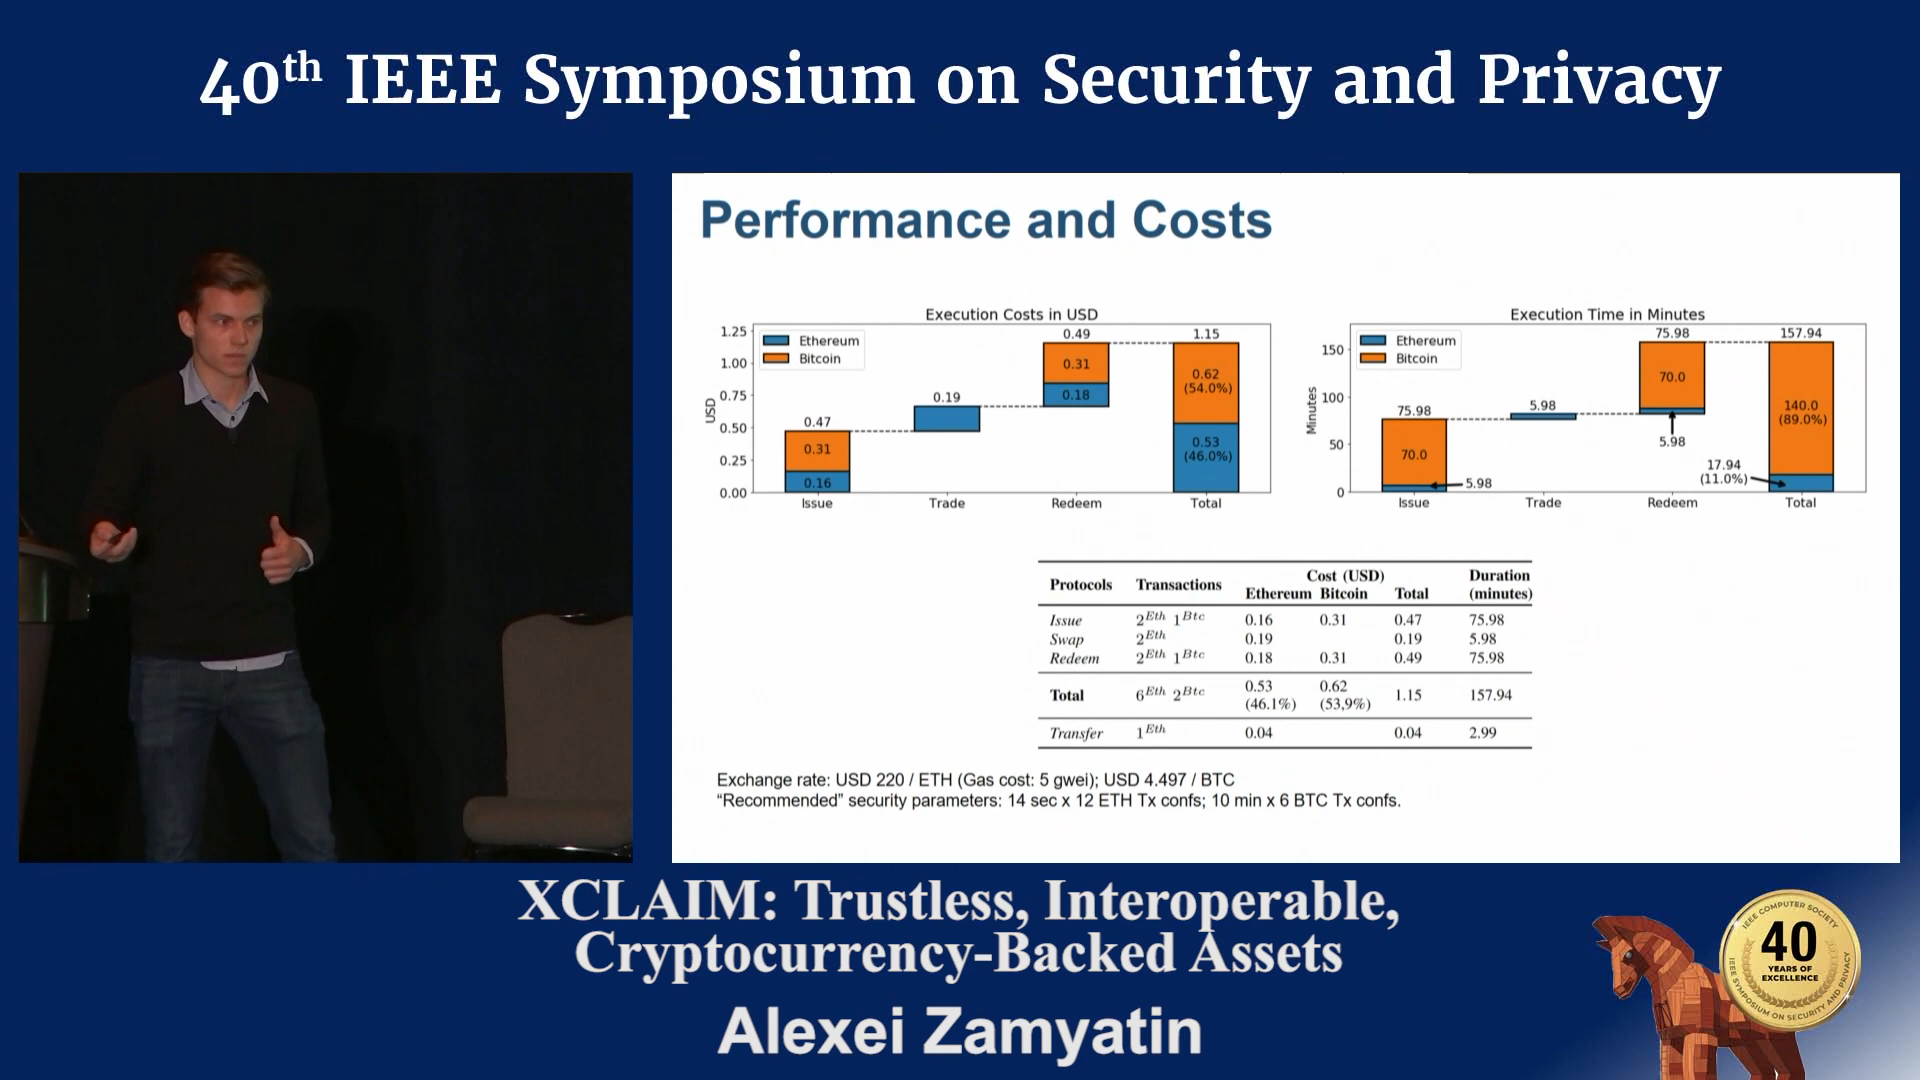 40th IEEE Symposium on Security and Privacy
Performance and Costs
Execution Costs in USD
USD
1.25
1.00
0.75
0.50
0.25
0.00
Ethereum
Bitcoin
0.47
0.31
0.16
0.19
0.49
0.31
0.18
1.15
0.62
(54.0%)
0.53
(46.0%)
Issue Trade Redeem Total
Execution Time in Minutes
Minutes
150
100
50
0
Ethereum
Bitcoin
75.98
70.0
5.98
5.98
75.98
70.0
5.98
157.94
140.0
(89.0%)
17.94
(11.0%)
Issue Trade Redeem Total
Protocols Transactions Cost (USD) Duration
Ethereum Bitcoin Total (minutes)
Issue 2Eth 1Btc 0.16 0.31 0.47 75.98
Swap 2Eth 0.19 0.19 5.98
Redeem 2Eth 1Btc 0.18 0.31 0.49 75.98
Total 6Eth 2Btc 0.53 0.62 1.15 157.94
(46.1%) (53,9%)
Transfer 1Eth 0.04 0.04 2.99
Exchange rate: USD 220 / ETH (Gas cost: 5 gwei); USD 4.497 / BTC
“Recommended” security parameters: 14 sec x 12 ETH Tx confs; 10 min x 6 BTC Tx confs.
XCLAIM: Trustless, Interoperable,
Cryptocurrency-Backed Assets
Alexei Zamyatin
IEEE COMPUTER SOCIETY
40
YEARS OF
EXCELLENCE
IEEE SYMPOSIUM ON SECURITY AND PRIVACY